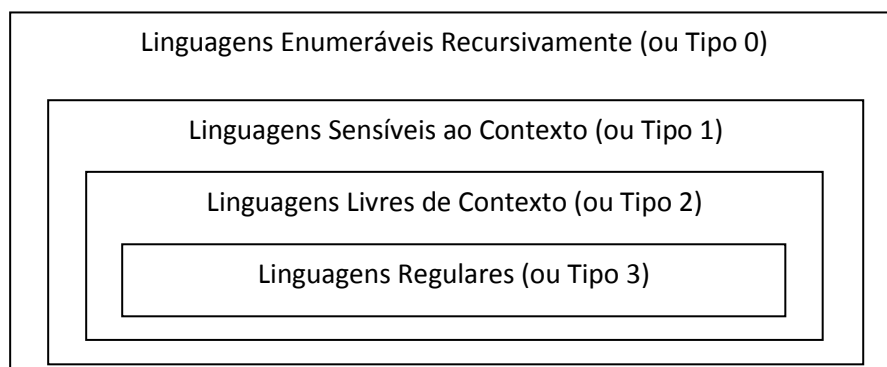 Linguagens Enumeráveis Recursivamente (ou Tipo 0)
Linguagens Sensíveis ao Contexto (ou Tipo 1)
Linguagens Livres de Contexto (ou Tipo 2)
Linguagens Regulares (ou Tipo 3)